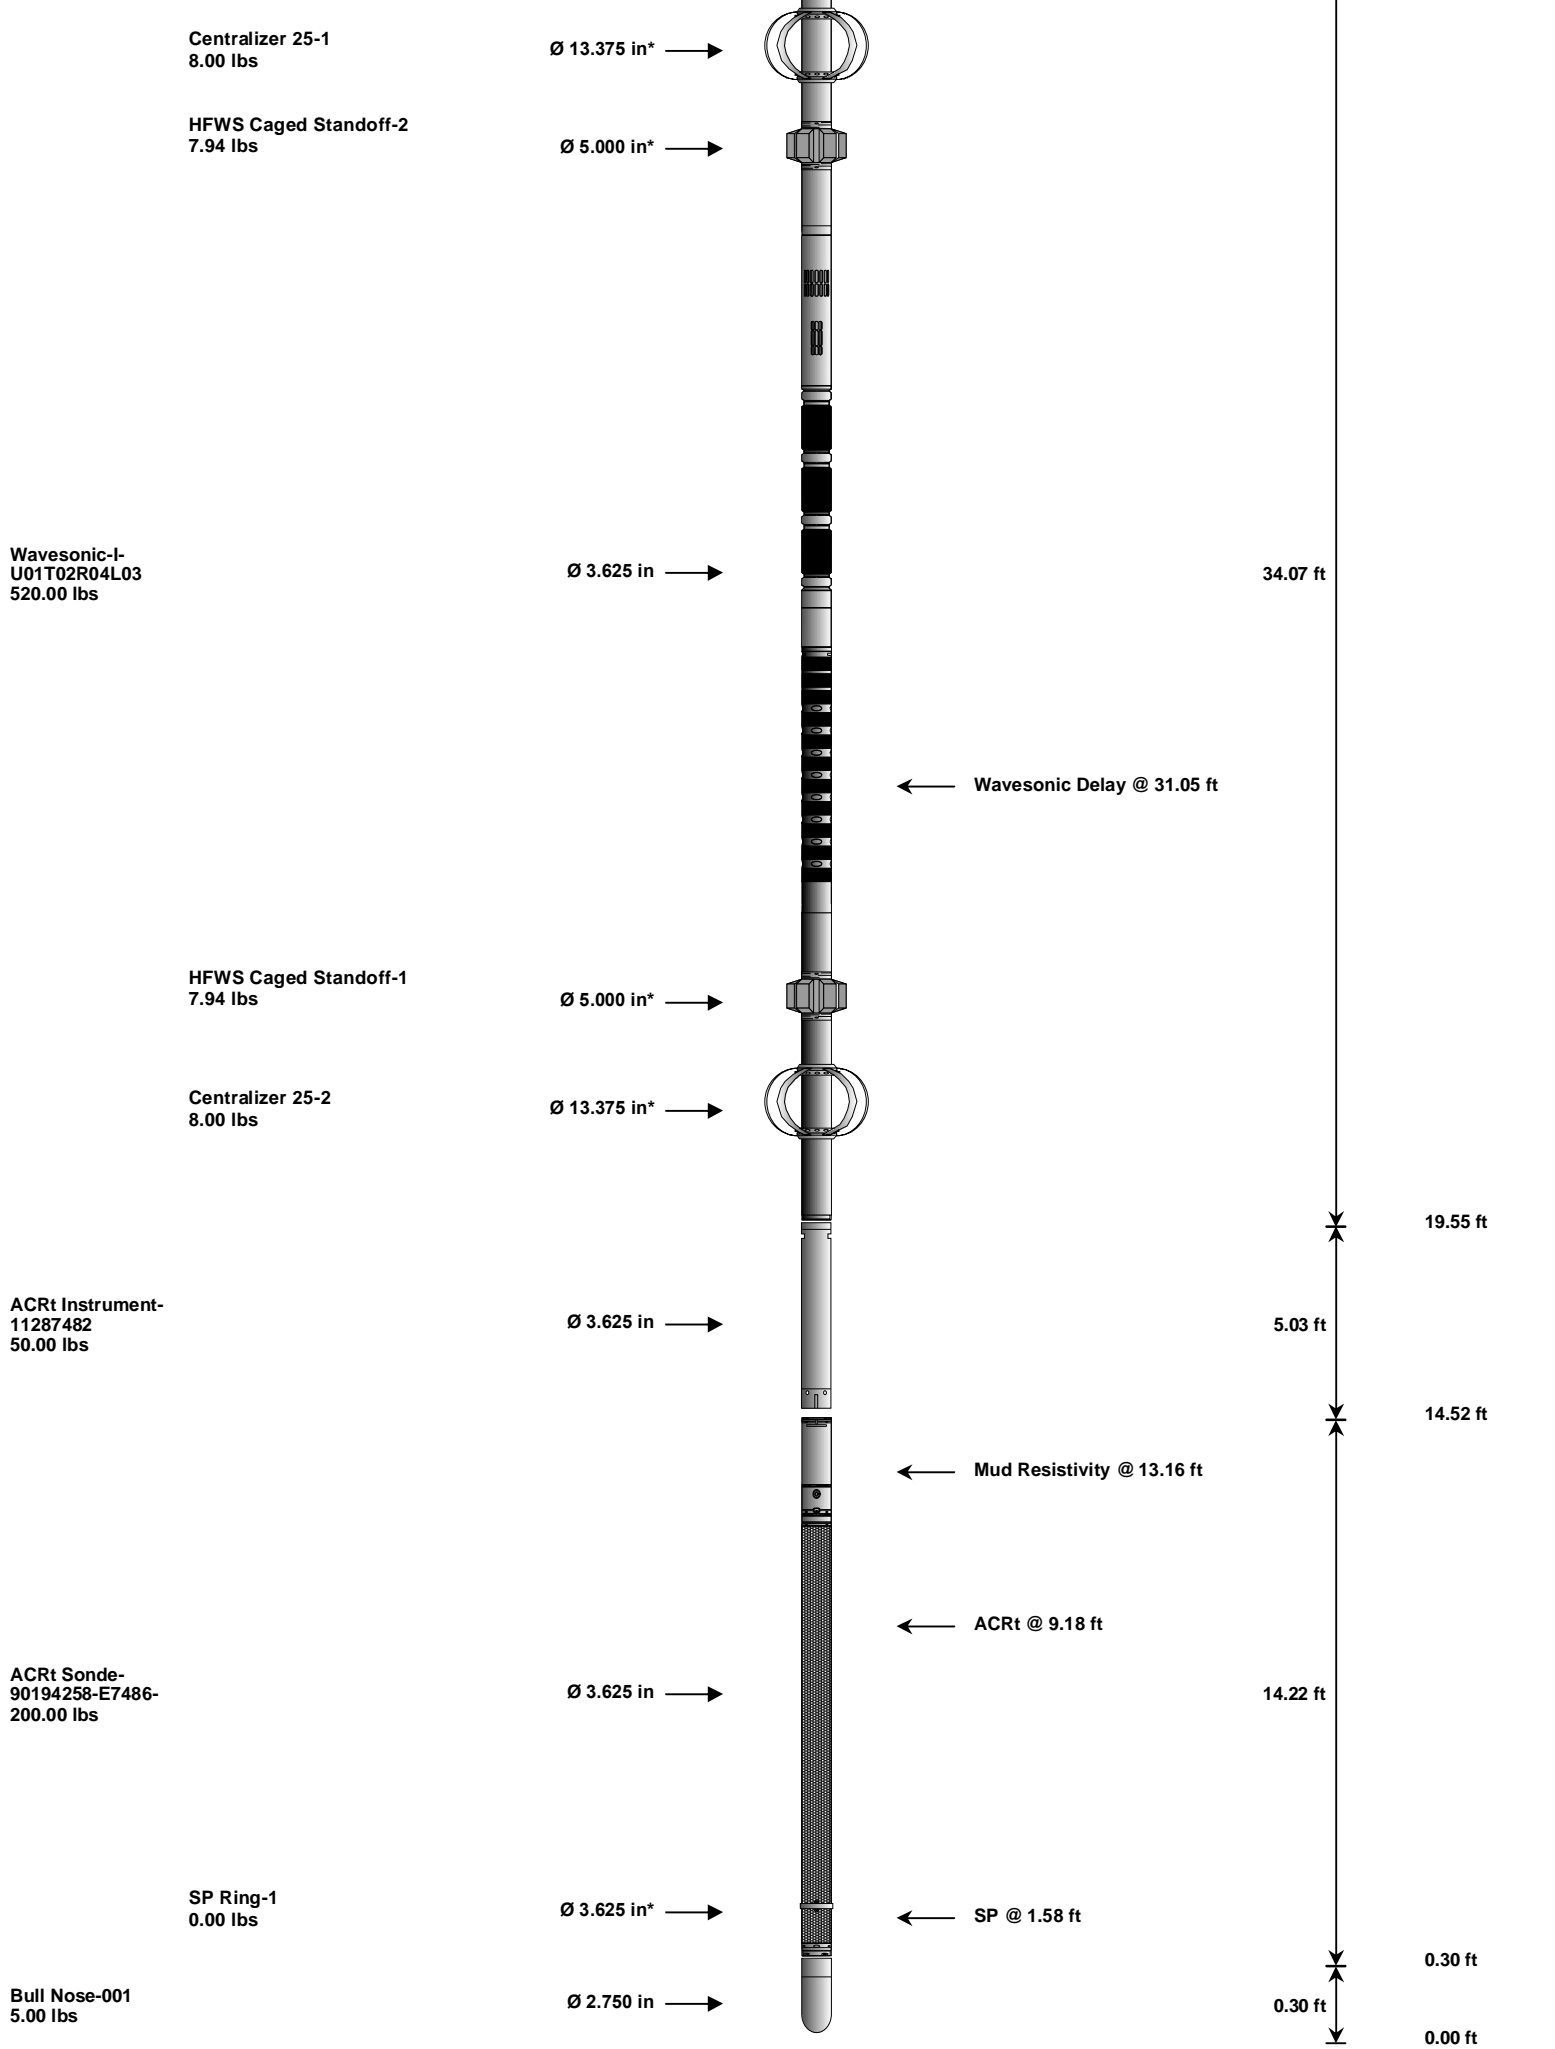 Centralizer 25-1
8.00 lbs
Ø 13.375 in*
HFWS Caged Standoff-2
7.94 lbs
Ø 5.000 in*
Wavesonic-I-
U01T02R04L03
520.00 lbs
Ø 3.625 in
34.07 ft
Wavesonic Delay @ 31.05 ft
HFWS Caged Standoff-1
7.94 lbs
Ø 5.000 in*
Centralizer 25-2
8.00 lbs
Ø 13.375 in*
19.55 ft
ACRt Instrument-
11287482
50.00 lbs
Ø 3.625 in
5.03 ft
14.52 ft
Mud Resistivity @ 13.16 ft
ACRt @ 9.18 ft
ACRt Sonde-
90194258-E7486-
200.00 lbs
Ø 3.625 in
14.22 ft
SP Ring-1
0.00 lbs
Ø 3.625 in*
SP @ 1.58 ft
0.30 ft
Bull Nose-001
5.00 lbs
Ø 2.750 in
0.30 ft
0.00 ft